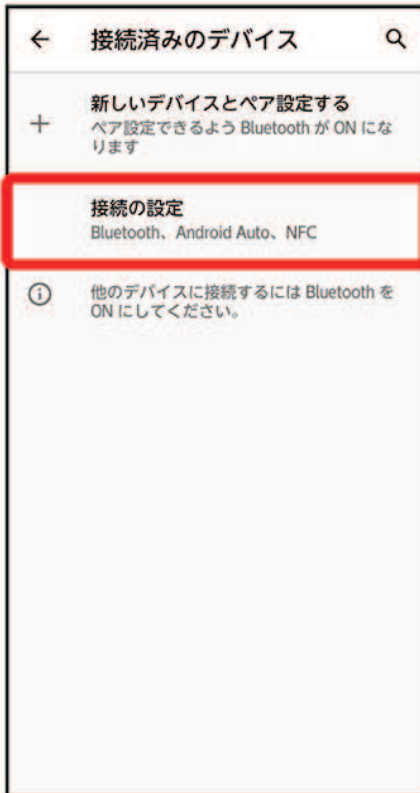 接続済みのデバイス
新しいデバイスとペア設定する
ペア設定できるよう Bluetooth が ON にな
ります
接続の設定
Bluetooth、Android Auto、NFC
他のデバイスに接続するには Bluetooth を
ON にしてください。